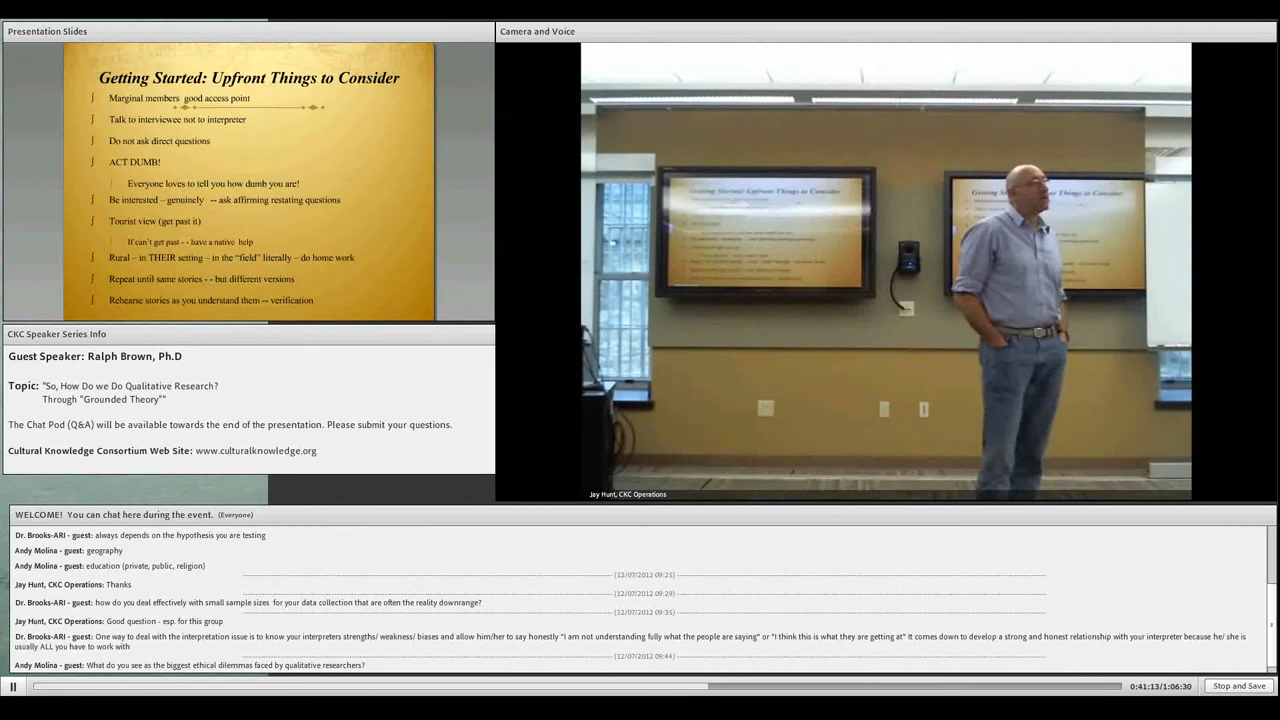 Presentation Slides
Getting Started: Upfront Things to Consider
Marginal members good access point
Talk to interviewee not to interpreter
Do not ask direct questions
ACT DUMB!
Everyone loves to tell you how dumb you are!
Be interested – genuinely -- ask affirming restating questions
Tourist view (get past it)
If can't get past - - have a native help
Rural – in THEIR setting – in the "field" literally – do home work
Repeat until same stories - - but different versions
Rehearse stories as you understand them -- verification
Camera and Voice
Getting Started: Upfront Things to Consider
Jay Hunt, CKC Operations
CKC Speaker Series Info
Guest Speaker: Ralph Brown, Ph.D
Topic: "So, How Do we Do Qualitative Research?
Through "Grounded Theory""
The Chat Pod (Q&A) will be available towards the end of the presentation. Please submit your questions.
Cultural Knowledge Consortium Web Site: www.culturalknowledge.org
WELCOME! You can chat here during the event. (Everyone)
Dr. Brooks-ARI - guest: always depends on the hypothesis you are testing
Andy Molina - guest: geography
Andy Molina - guest: education (private, public, religion)
(12/07/2012 09:25)
Jay Hunt, CKC Operations: Thanks
(12/07/2012 09:29)
Dr. Brooks-ARI - guest: how do you deal effectively with small sample sizes for your data collection that are often the reality downrange?
(12/07/2012 09:35)
Jay Hunt, CKC Operations: Good question - esp. for this group
Dr. Brooks-ARI - guest: One way to deal with the interpretation issue is to know your interpreters strengths/ weakness/ biases and allow him/her to say honestly "I am not understanding fully what the people are saying" or "I think this is what they are getting at" It comes down to develop a strong and honest relationship with your interpreter because he/ she is
usually ALL you have to work with
(12/07/2012 09:44)
Andy Molina - guest: What do you see as the biggest ethical dilemmas faced by qualitative researchers?
0:41:13/1:06:30
Stop and Save